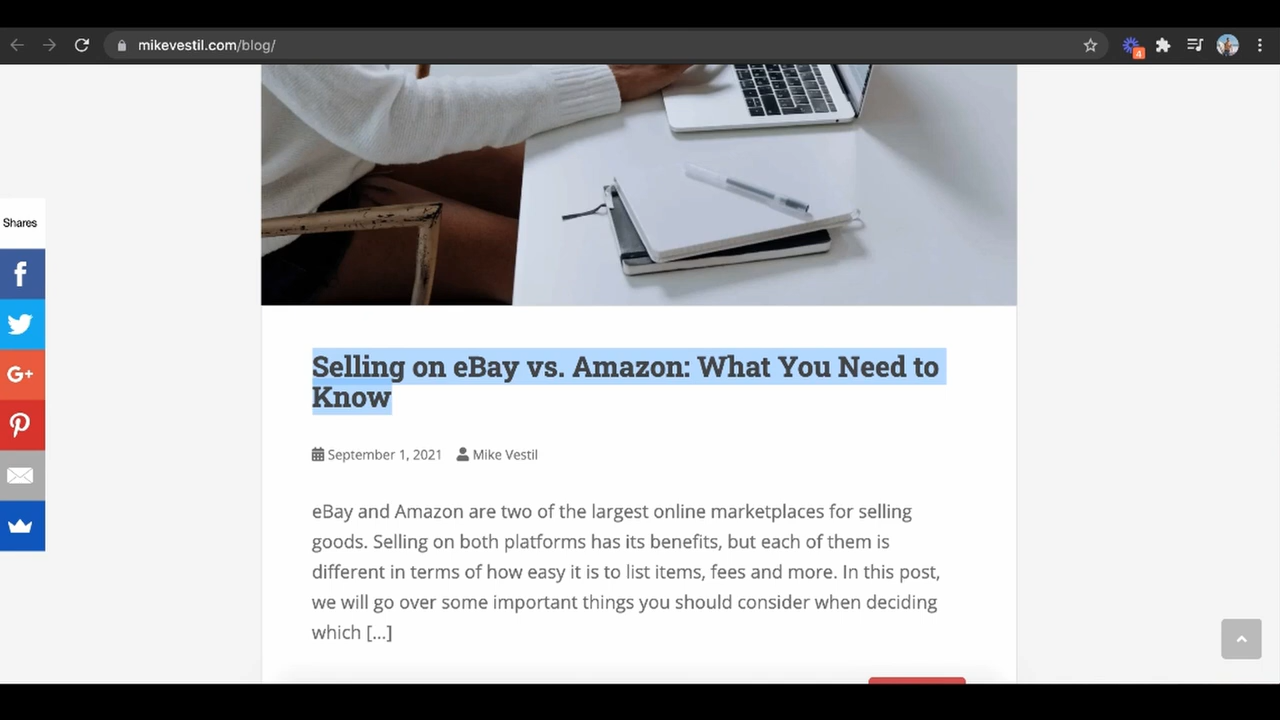 mikevestil.com/blog/
4
Shares
f
G+
Selling on eBay vs. Amazon: What You Need to
Know
September 1, 2021 Mike Vestil
eBay and Amazon are two of the largest online marketplaces for selling
goods. Selling on both platforms has its benefits, but each of them is
different in terms of how easy it is to list items, fees and more. In this post,
we will go over some important things you should consider when deciding
which [...]